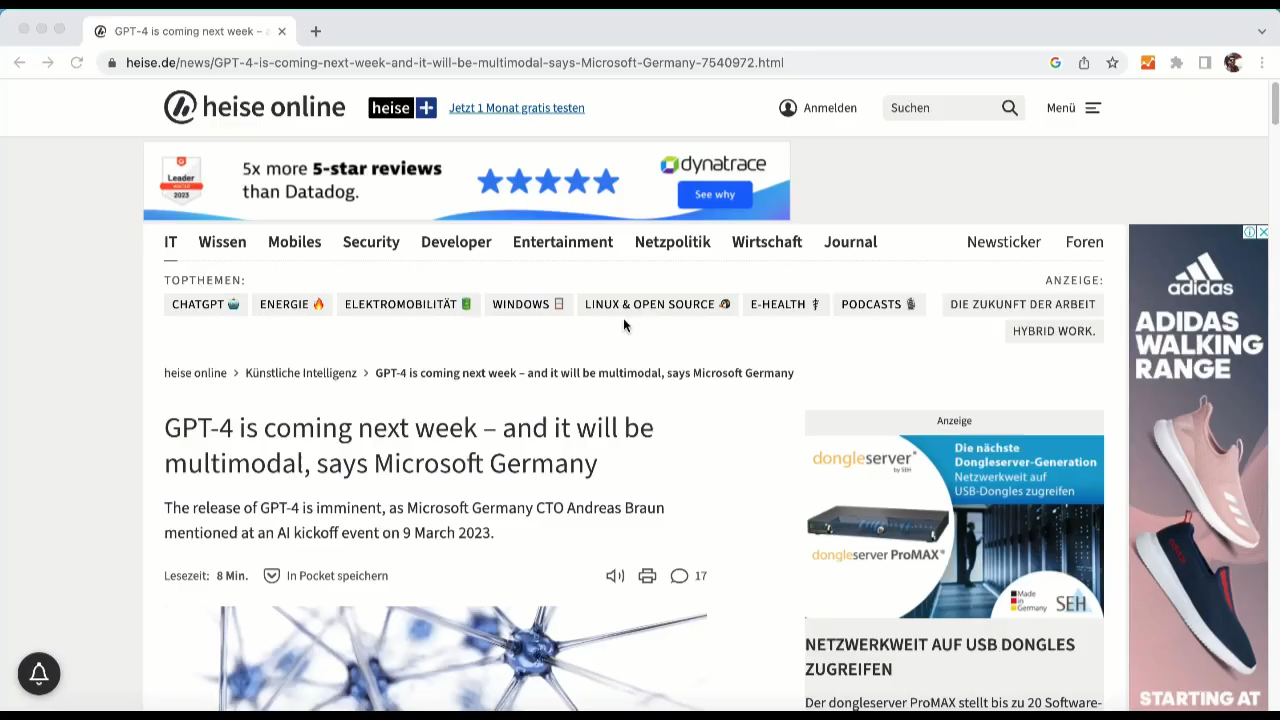 GPT-4 is coming next week –
heise.de/news/GPT-4-is-coming-next-week-and-it-will-be-multimodal-says-Microsoft-Germany-7540972.html
heise online
heise +
Jetzt 1 Monat gratis testen
Anmelden
Suchen
Menü
Leader
2023
5x more 5-star reviews
than Datadog.
dynatrace
See why
IT Wissen Mobiles Security Developer Entertainment Netzpolitik Wirtschaft Journal Newsticker Foren
TOPTHEMEN:
ANZEIGE:
CHATGPT ENERGIE ELEKTROMOBILITÄT WINDOWS LINUX & OPEN SOURCE E-HEALTH PODCASTS
DIE ZUKUNFT DER ARBEIT
HYBRID WORK.
heise online > Künstliche Intelligenz > GPT-4 is coming next week – and it will be multimodal, says Microsoft Germany
GPT-4 is coming next week – and it will be
multimodal, says Microsoft Germany
The release of GPT-4 is imminent, as Microsoft Germany CTO Andreas Braun
mentioned at an AI kickoff event on 9 March 2023.
Lesezeit: 8 Min.
In Pocket speichern
17
Anzeige
dongleserver
by SEH
Die nächste
Dongleserver-Generation
Netzwerkweit auf
USB-Dongles zugreifen
dongleserver ProMAX
Made
in
Germany
SEH
NETZWERKWEIT AUF USB DONGLES
ZUGREIFEN
Der dongleserver ProMAX stellt bis zu 20 Software-
adidas
ADIDAS
WALKING
RANGE
STARTING AT